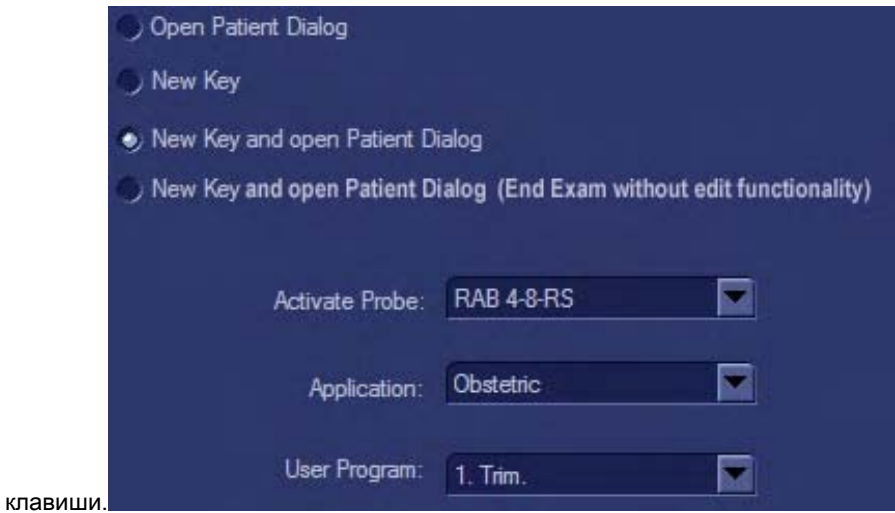 Open Patient Dialog
New Key
New Key and open Patient Dialog
New Key and open Patient Dialog (End Exam without edit functionality)
Activate Probe: RAB 4-8-RS
Application: Obstetric
User Program: 1. Trim.
клавиши.